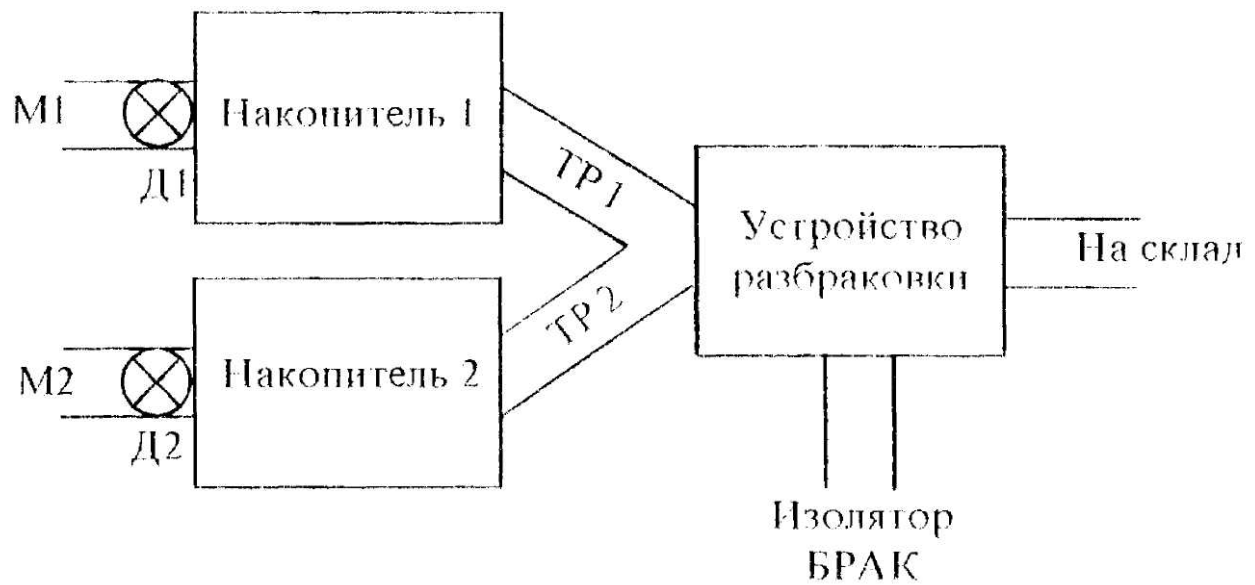 М1
Д1
Накопитель 1
ТР 1
Устройство
разбраковки
На склад
М2
Д2
Накопитель 2
ТР 2
Изолятор
БРАК